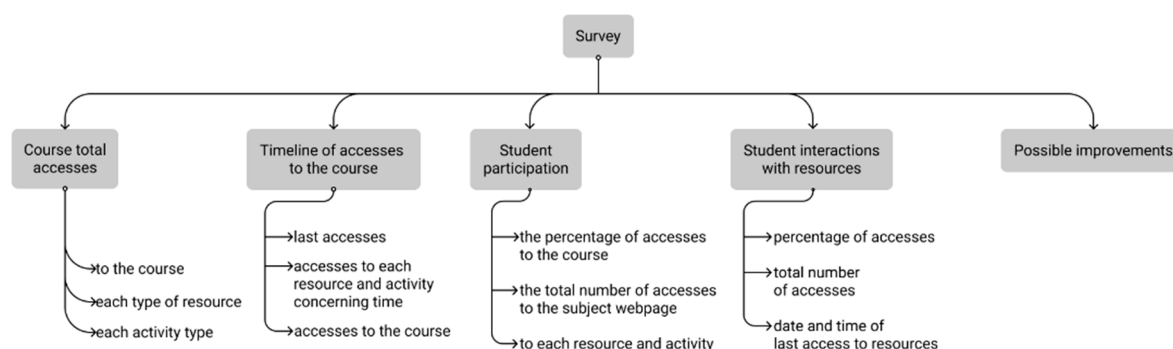 Survey
Course total
accesses
Timeline of accesses
to the course
Student
participation
Student interactions
with resources
Possible improvements
to the course
each type of resource
each activity type
last accesses
accesses to each
resource and activity
concerning time
accesses to the course
the percentage of accesses
to the course
the total number of accesses
to the subject webpage
to each resource and activity
percentage of accesses
total number
of accesses
date and time of
last access to resources